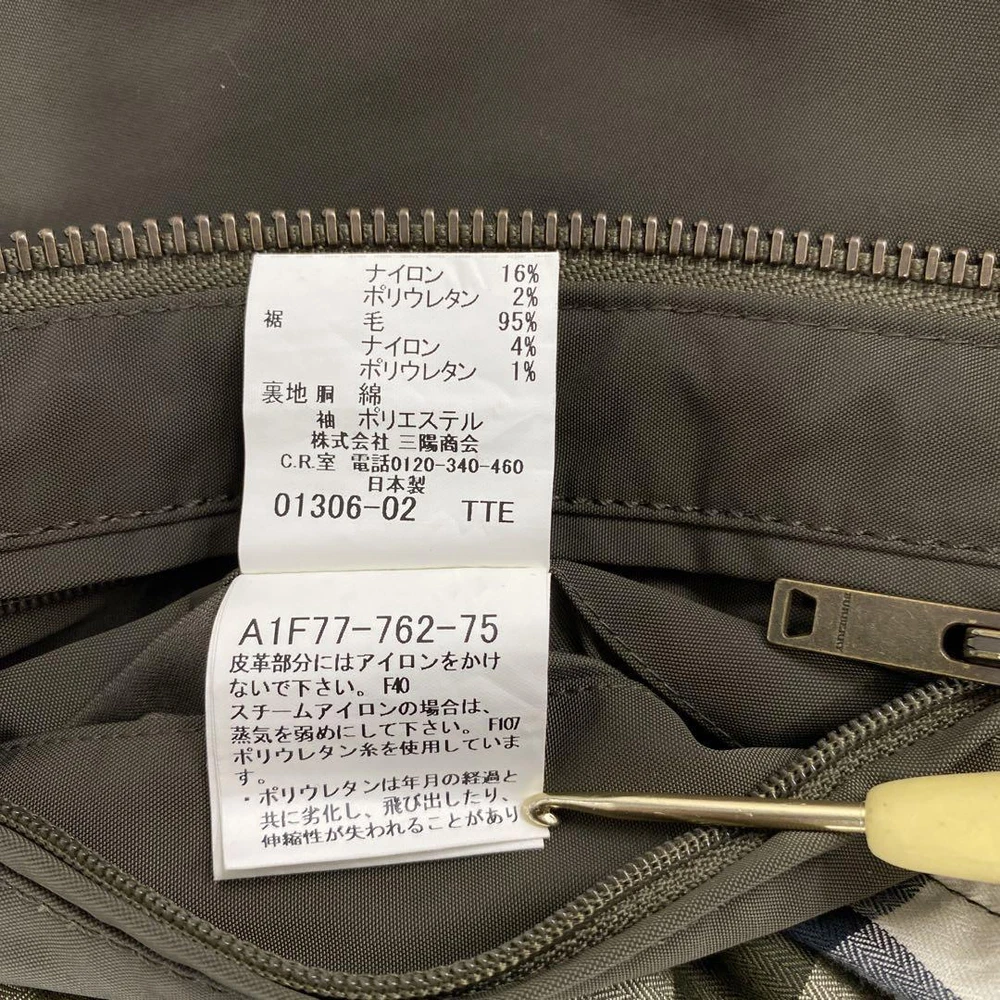 ナイロン 16%
ポリウレタン 2%
裾 毛 95%
ナイロン 4%
ポリウレタン 1%
裏地 胴 綿
袖 ポリエステル
株式会社 三陽商会
C.R.室 電話0120-340-460
日本製
01306-02 TTE
A1F77-762-75
皮革部分にはアイロンをかけ
ないで下さい。 F40
スチームアイロンの場合は、
蒸気を弱めにして下さい。 F107
ポリウレタン糸を使用していま
す。
・ポリウレタンは年月の経過と
共に劣化し、飛び出したり、
伸縮性が失われることがあり